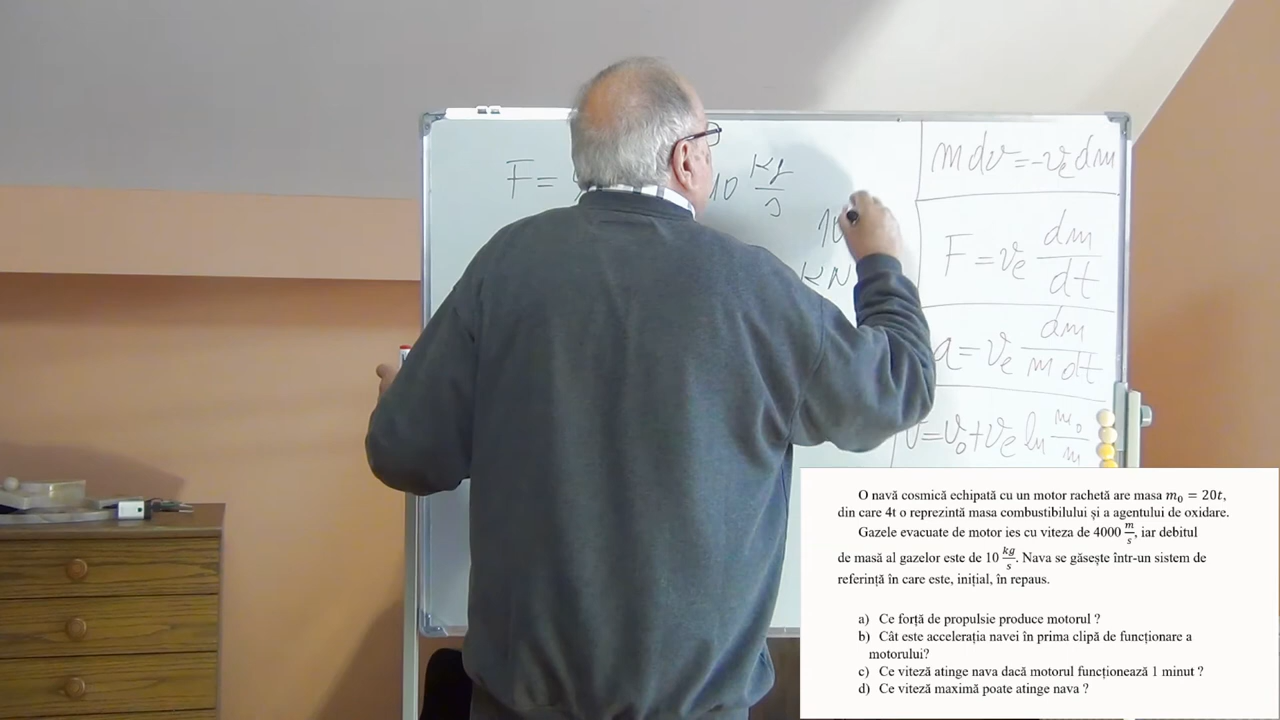 F=
10 kg/s
10
KN
m dv = -v_e dm
F = v_e dm/dt
a = v_e dm/(m dt)
v = v_0 + v_e ln m_0/m
O navă cosmică echipată cu un motor rachetă are masa m₀ = 20t,
din care 4t o reprezintă masa combustibilului și a agentului de oxidare.
Gazele evacuate de motor ies cu viteza de 4000 m/s, iar debitul
de masă al gazelor este de 10 kg/s. Nava se găsește într-un sistem de
referință în care este, inițial, în repaus.
a) Ce forță de propulsie produce motorul ?
b) Cât este accelerația navei în prima clipă de funcționare a
motorului?
c) Ce viteză atinge nava dacă motorul funcționează 1 minut ?
d) Ce viteză maximă poate atinge nava ?